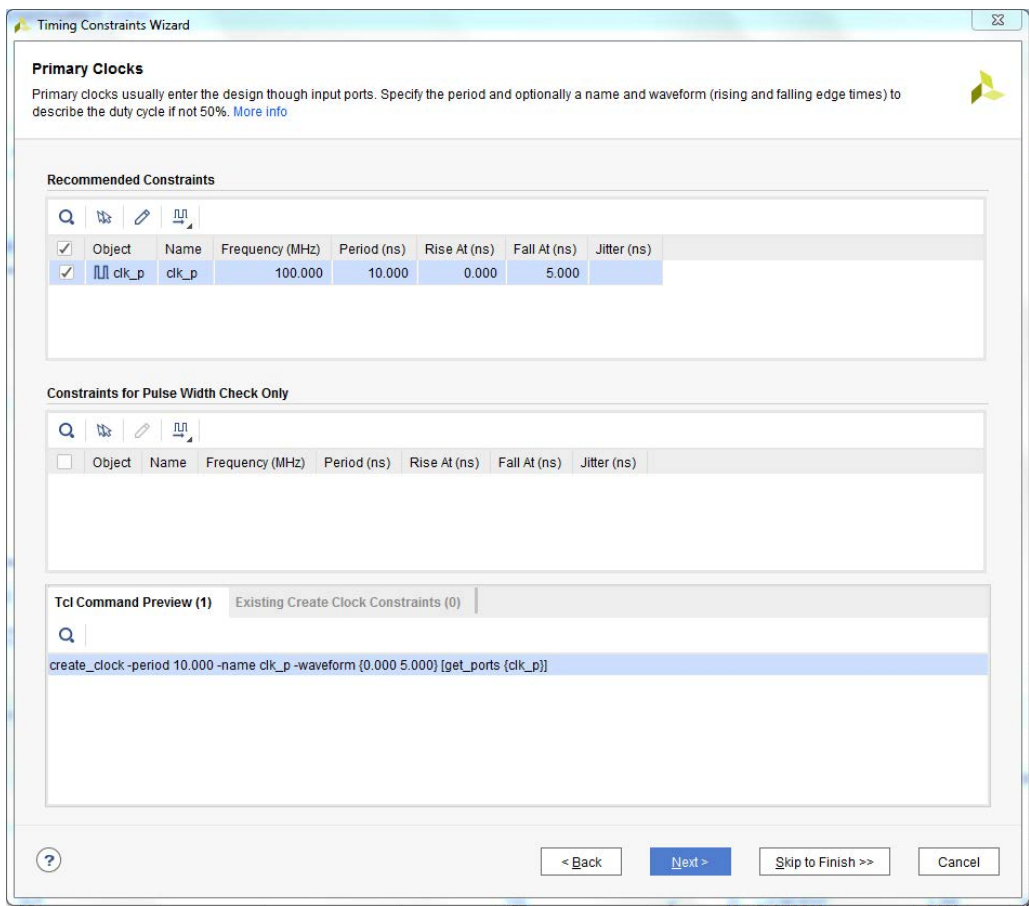 Timing Constraints Wizard
Primary Clocks
Primary clocks usually enter the design though input ports. Specify the period and optionally a name and waveform (rising and falling edge times) to
describe the duty cycle if not 50%. More info
Recommended Constraints
Object Name Frequency (MHz) Period (ns) Rise At (ns) Fall At (ns) Jitter (ns)
clk_p clk_p 100.000 10.000 0.000 5.000
Constraints for Pulse Width Check Only
Object Name Frequency (MHz) Period (ns) Rise At (ns) Fall At (ns) Jitter (ns)
Tcl Command Preview (1) Existing Create Clock Constraints (0)
create_clock -period 10.000 -name clk_p -waveform {0.000 5.000} [get_ports {clk_p}]
? < Back Next > Skip to Finish >> Cancel